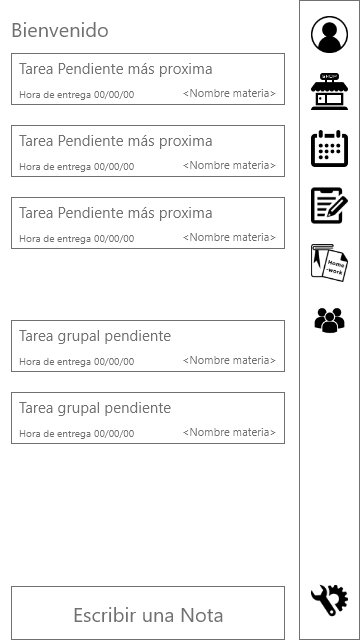 Bienvenido
Tarea Pendiente más proxima
Hora de entrega 00/00/00 <Nombre materia>
Tarea Pendiente más proxima
Hora de entrega 00/00/00 <Nombre materia>
Tarea Pendiente más proxima
Hora de entrega 00/00/00 <Nombre materia>
Tarea grupal pendiente
Hora de entrega 00/00/00 <Nombre materia>
Tarea grupal pendiente
Hora de entrega 00/00/00 <Nombre materia>
Escribir una Nota
SHOP
Home
-work